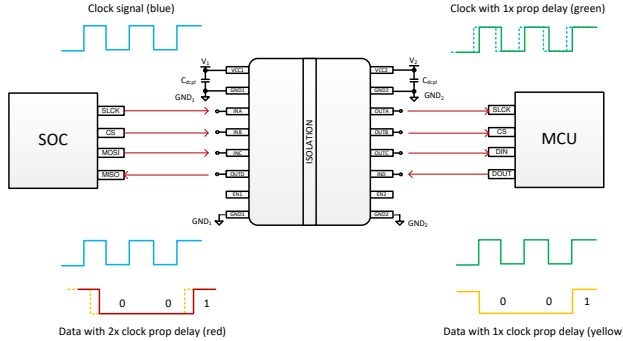 Clock signal (blue)
Clock with 1x prop delay (green)
V1
V2
Cdcpl
Cdcpl
VCC1
VCC2
GND1
GND2
GND1
GND2
SOC
SLCK
CS
MOSI
MISO
INA
INB
INC
OUTD
EN1
GND1
ISOLATION
OUTA
OUTB
OUTC
IND
EN2
GND2
SLCK
CS
DIN
DOUT
MCU
GND1
GND2
0 0 0 1
0 0 1
Data with 2x clock prop delay (red)
Data with 1x clock prop delay (yellow)